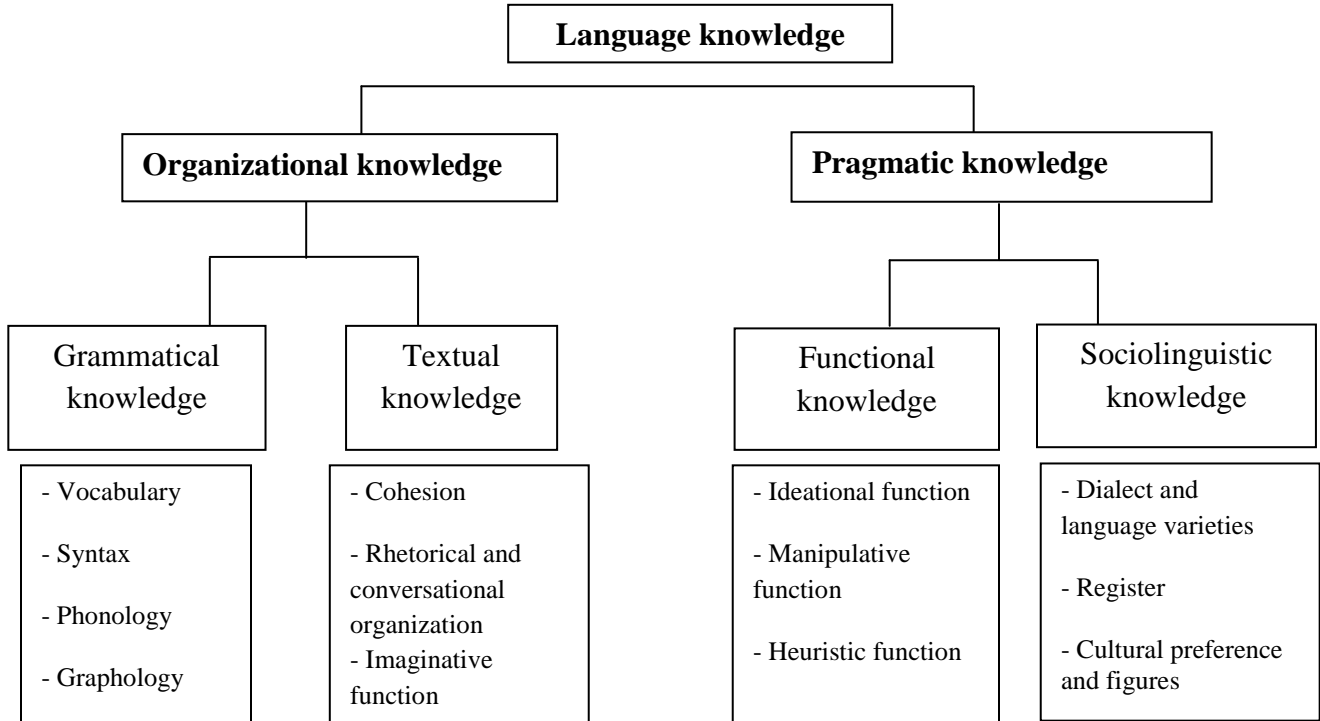 Language knowledge
Organizational knowledge
Pragmatic knowledge
Grammatical
knowledge
Textual
knowledge
Functional
knowledge
Sociolinguistic
knowledge
- Vocabulary
- Syntax
- Phonology
- Graphology
- Cohesion
- Rhetorical and
conversational
organization
- Imaginative
function
- Ideational function
- Manipulative
function
- Heuristic function
- Dialect and
language varieties
- Register
- Cultural preference
and figures